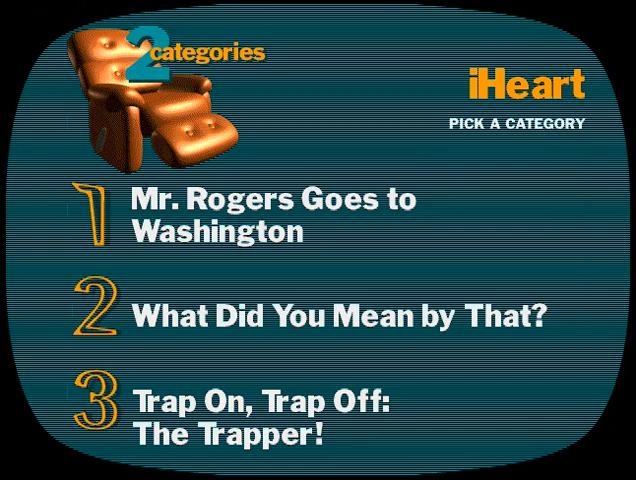 2 categories
iHeart
PICK A CATEGORY
1 Mr. Rogers Goes to
Washington
2 What Did You Mean by That?
3 Trap On, Trap Off:
The Trapper!